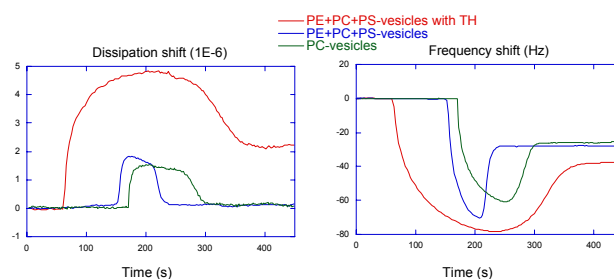 PE+PC+PS-vesicles with TH
PE+PC+PS-vesicles
PC-vesicles
Dissipation shift (1E-6)
5
4
3
2
1
0
-1
0 100 200 300 400
Time (s)
Frequency shift (Hz)
20
0
-20
-40
-60
-80
0 100 200 300 400
Time (s)